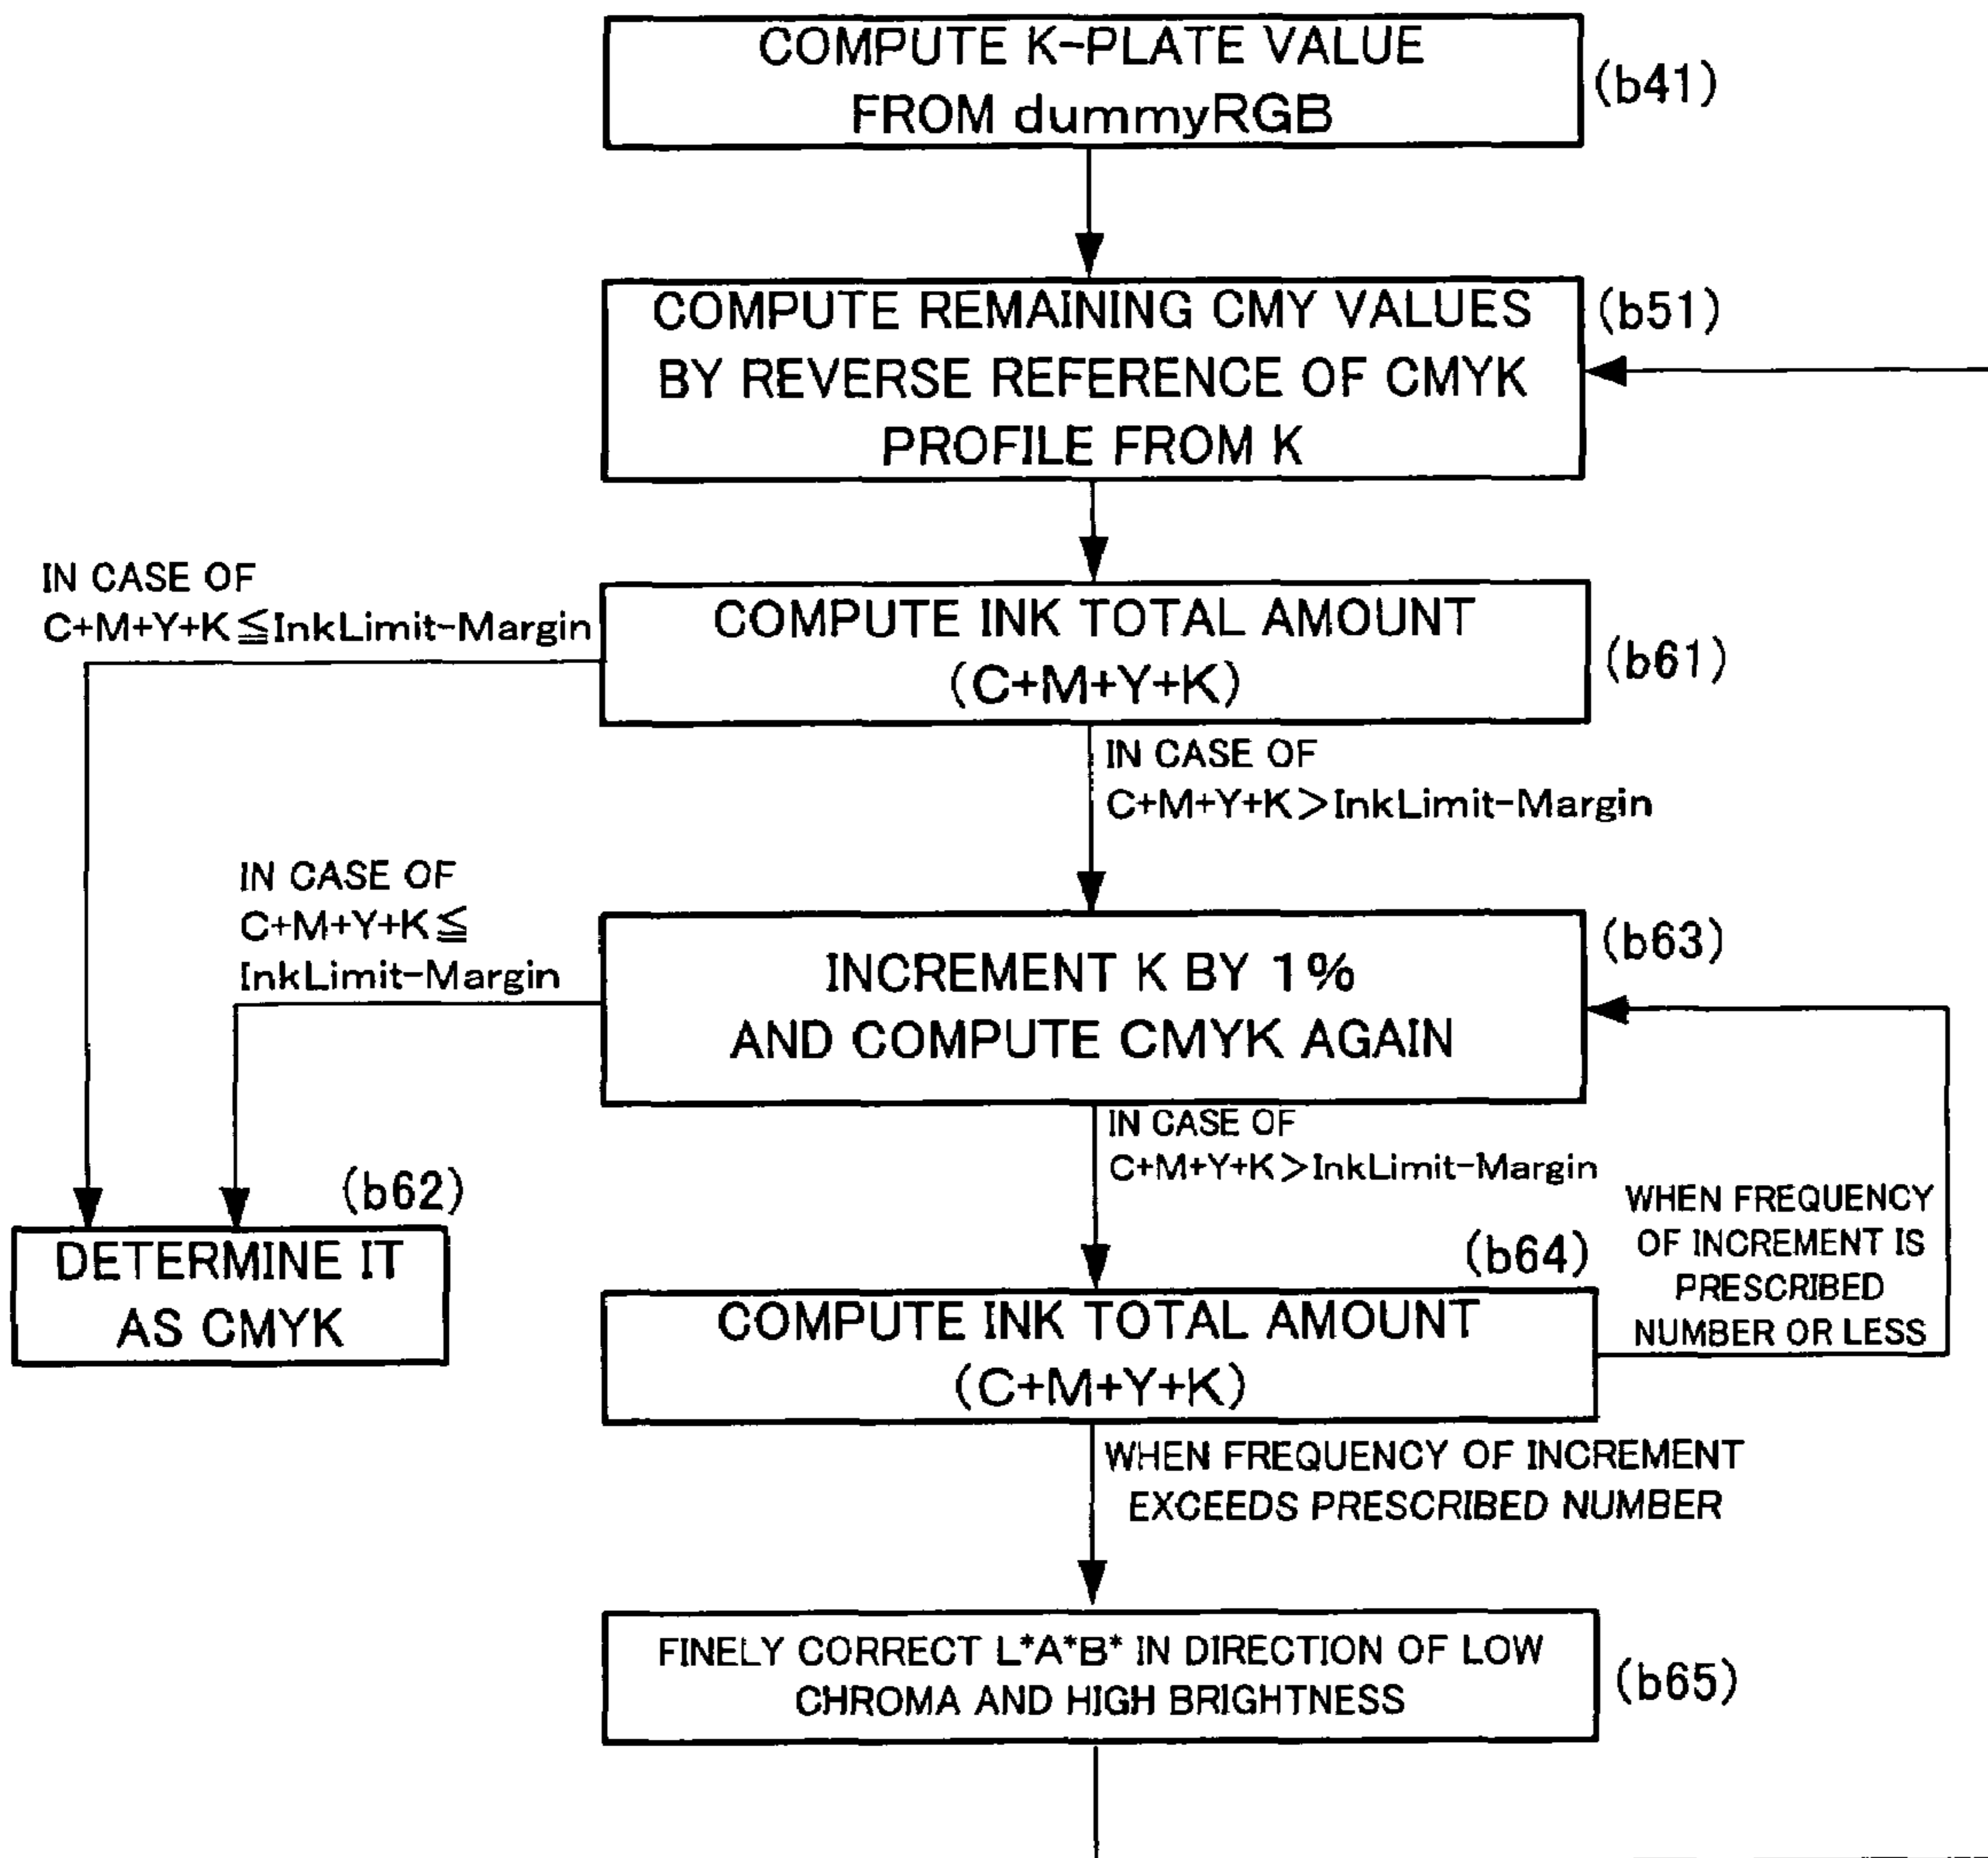 COMPUTE K-PLATE VALUE
FROM dummyRGB
(b41)
COMPUTE REMAINING CMY VALUES
BY REVERSE REFERENCE OF CMYK
PROFILE FROM K
(b51)
IN CASE OF
C+M+Y+K≦InkLimit-Margin
COMPUTE INK TOTAL AMOUNT
(C+M+Y+K)
(b61)
IN CASE OF
C+M+Y+K>InkLimit-Margin
IN CASE OF
C+M+Y+K≦
InkLimit-Margin
INCREMENT K BY 1%
AND COMPUTE CMYK AGAIN
(b63)
IN CASE OF
C+M+Y+K>InkLimit-Margin
(b62)
DETERMINE IT
AS CMYK
WHEN FREQUENCY
OF INCREMENT IS
PRESCRIBED
NUMBER OR LESS
(b64)
COMPUTE INK TOTAL AMOUNT
(C+M+Y+K)
WHEN FREQUENCY OF INCREMENT
EXCEEDS PRESCRIBED NUMBER
FINELY CORRECT L*A*B* IN DIRECTION OF LOW
CHROMA AND HIGH BRIGHTNESS
(b65)